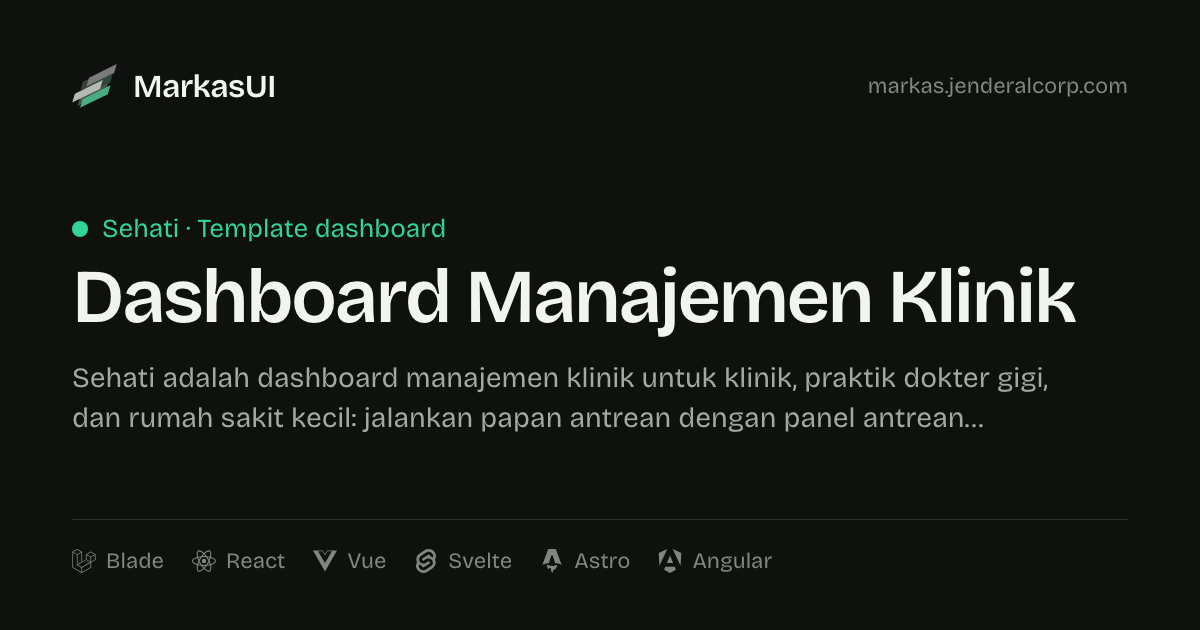 MarkasUI
markas.jenderalcorp.com
Sehati · Template dashboard
Dashboard Manajemen Klinik
Sehati adalah dashboard manajemen klinik untuk klinik, praktik dokter gigi,
dan rumah sakit kecil: jalankan papan antrean dengan panel antrean...
Blade React Vue Svelte Astro Angular